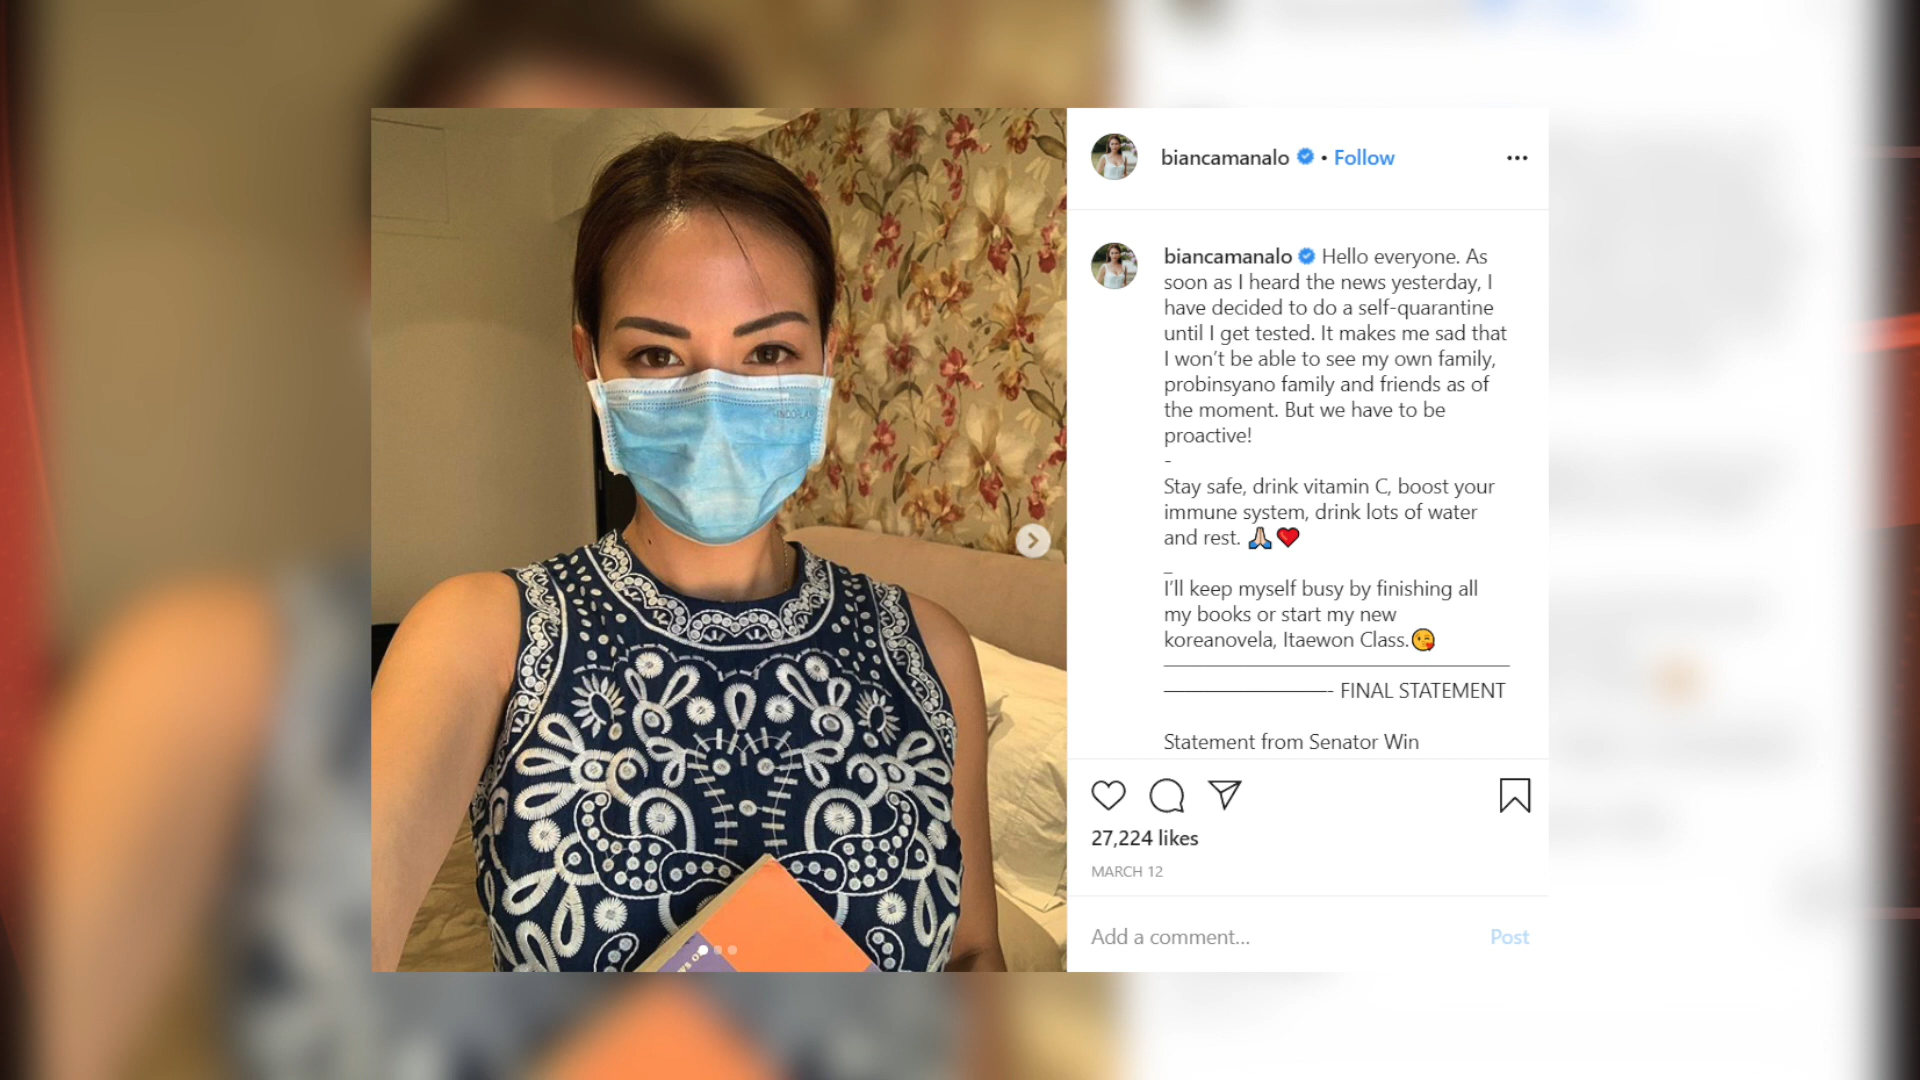 biancamanalo • Follow
biancamanalo Hello everyone. As
soon as I heard the news yesterday, I
have decided to do a self-quarantine
until I get tested. It makes me sad that
I won't be able to see my own family,
probinsyano family and friends as of
the moment. But we have to be
proactive!
-
Stay safe, drink vitamin C, boost your
immune system, drink lots of water
and rest. 🙏🏻❤️
_
I'll keep myself busy by finishing all
my books or start my new
koreanovela, Itaewon Class.😘
————————————————
————————- FINAL STATEMENT
Statement from Senator Win
27,224 likes
MARCH 12
Add a comment...
Post